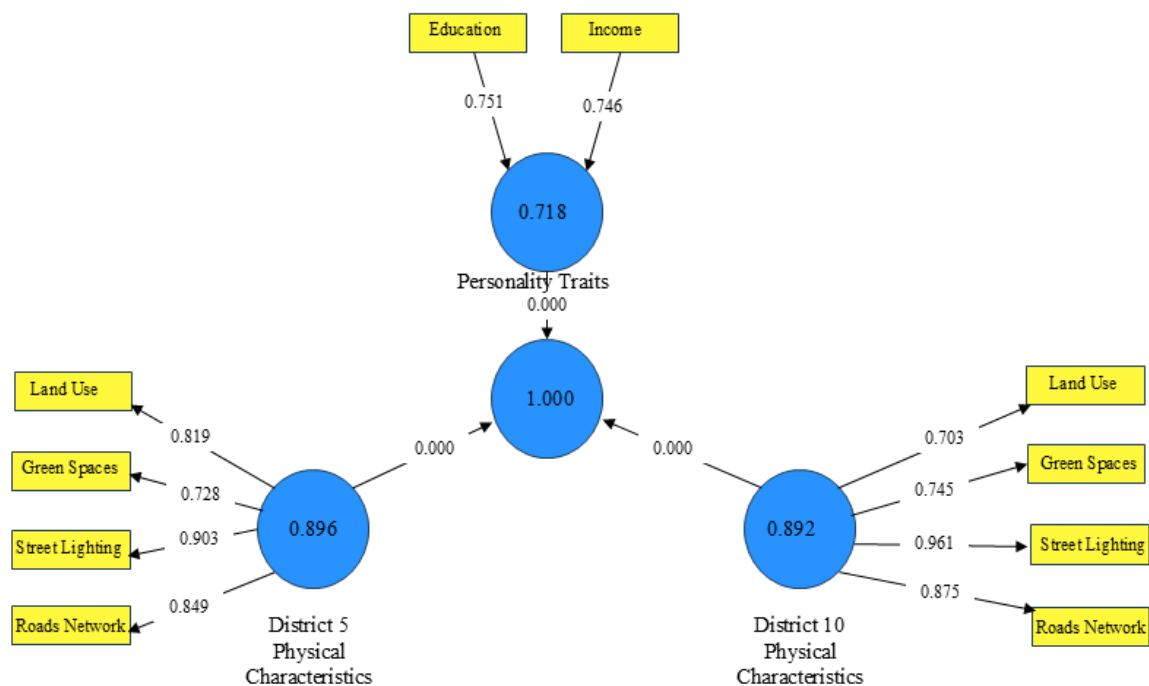 Education
Income
0.751
0.746
0.718
Personality Traits
0.000
1.000
Land Use
0.819
Green Spaces
0.728
Street Lighting
0.903
Roads Network
0.849
0.896
District 5
Physical
Characteristics
0.000
0.000
0.892
District 10
Physical
Characteristics
Land Use
0.703
Green Spaces
0.745
Street Lighting
0.961
Roads Network
0.875